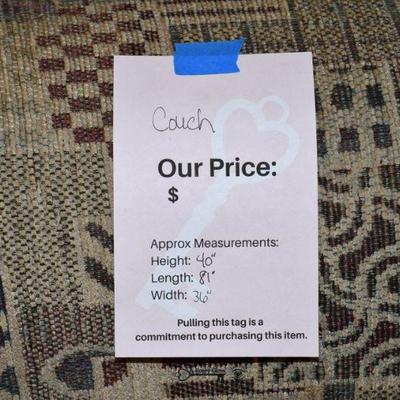 Couch
Our Price:
$
Approx Measurements:
Height: 40"
Length: 81"
Width: 36"
Pulling this tag is a
commitment to purchasing this item.